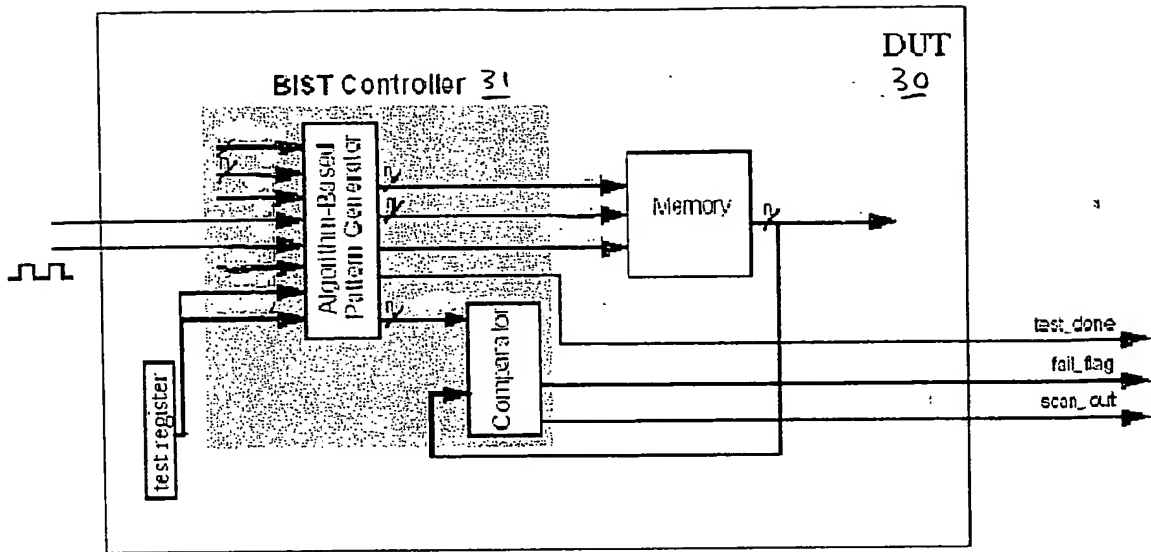 DUT
30
BIST Controller 31
Algorithm-Based
Pattern Generator
n
n
n
n
Memory
n
Comparator
test register
test_done
fail_flag
scan_out